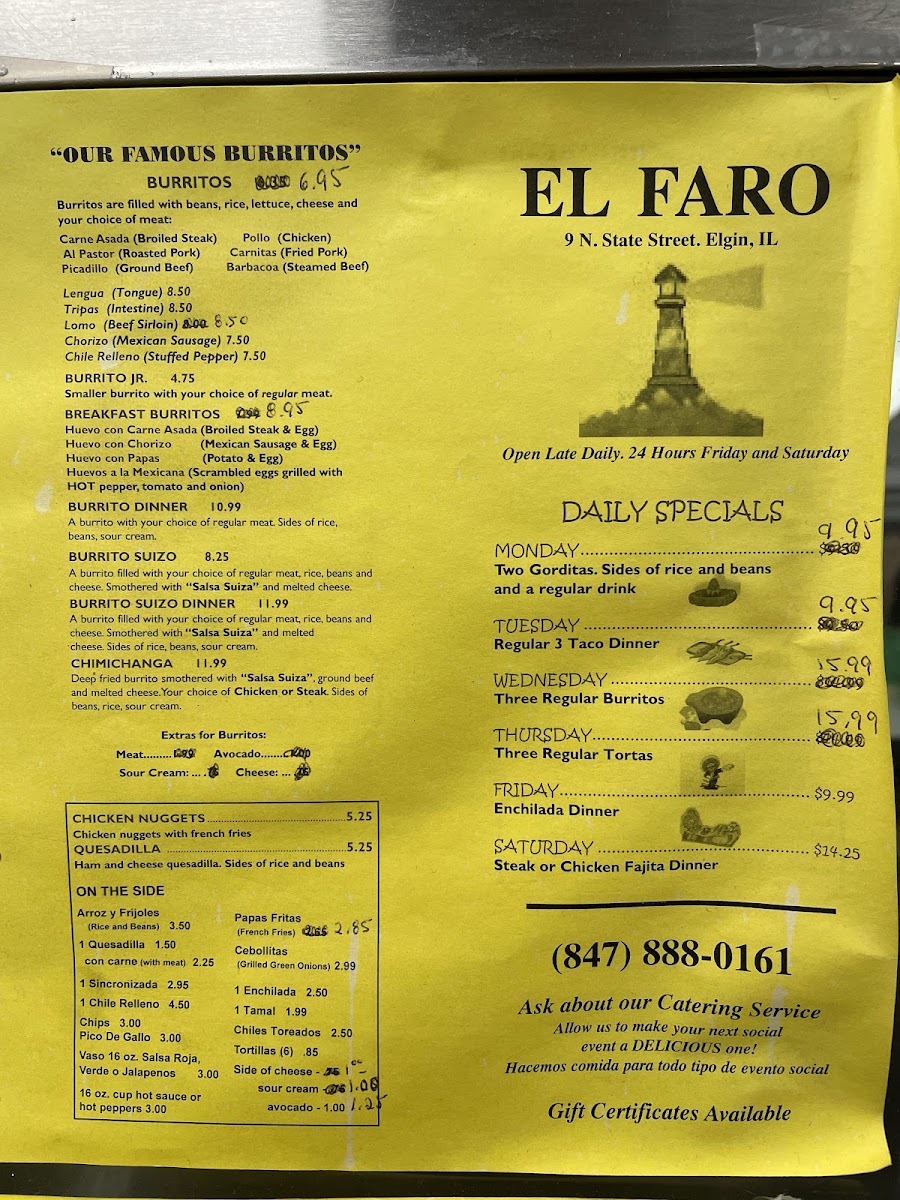 "OUR FAMOUS BURRITOS"
BURRITOS 6.95
Burritos are filled with beans, rice, lettuce, cheese and
your choice of meat:
Carne Asada (Broiled Steak) Pollo (Chicken)
Al Pastor (Roasted Pork) Carnitas (Fried Pork)
Picadillo (Ground Beef) Barbacoa (Steamed Beef)
Lengua (Tongue) 8.50
Tripas (Intestine) 8.50
Lomo (Beef Sirloin) 8.50
Chorizo (Mexican Sausage) 7.50
Chile Relleno (Stuffed Pepper) 7.50
BURRITO JR. 4.75
Smaller burrito with your choice of regular meat.
BREAKFAST BURRITOS 8.95
Huevo con Carne Asada (Broiled Steak & Egg)
Huevo con Chorizo (Mexican Sausage & Egg)
Huevo con Papas (Potato & Egg)
Huevos a la Mexicana (Scrambled eggs grilled with
HOT pepper, tomato and onion)
BURRITO DINNER 10.99
A burrito with your choice of regular meat. Sides of rice,
beans, sour cream.
BURRITO SUIZO 8.25
A burrito filled with your choice of regular meat, rice, beans and
cheese. Smothered with "Salsa Suiza" and melted cheese.
BURRITO SUIZO DINNER 11.99
A burrito filled with your choice of regular meat, rice, beans and
cheese. Smothered with "Salsa Suiza" and melted
cheese. Sides of rice, beans, sour cream.
CHIMICHANGA 11.99
Deep fried burrito smothered with "Salsa Suiza", ground beef
and melted cheese.Your choice of Chicken or Steak. Sides of
beans, rice, sour cream.
Extras for Burritos:
Meat......... Avocado.......
Sour Cream: .... Cheese: ...
CHICKEN NUGGETS 5.25
Chicken nuggets with french fries
QUESADILLA 5.25
Ham and cheese quesadilla. Sides of rice and beans
ON THE SIDE
Arroz y Frijoles
(Rice and Beans) 3.50
1 Quesadilla 1.50
con carne (with meat) 2.25
1 Sincronizada 2.95
1 Chile Relleno 4.50
Chips 3.00
Pico De Gallo 3.00
Vaso 16 oz. Salsa Roja,
Verde o Jalapenos 3.00
16 oz. cup hot sauce or
hot peppers 3.00
Papas Fritas
(French Fries) 2.85
Cebollitas
(Grilled Green Onions) 2.99
1 Enchilada 2.50
1 Tamal 1.99
Chiles Toreados 2.50
Tortillas (6) .85
Side of cheese - 1.00
sour cream - 1.00
avocado - 1.00 1.25
EL FARO
9 N. State Street. Elgin, IL
Open Late Daily. 24 Hours Friday and Saturday
DAILY SPECIALS
MONDAY 9.95
Two Gorditas. Sides of rice and beans
and a regular drink
TUESDAY 9.95
Regular 3 Taco Dinner
WEDNESDAY 15.99
Three Regular Burritos
THURSDAY 15,99
Three Regular Tortas
FRIDAY $9.99
Enchilada Dinner
SATURDAY $14.25
Steak or Chicken Fajita Dinner
(847) 888-0161
Ask about our Catering Service
Allow us to make your next social
event a DELICIOUS one!
Hacemos comida para todo tipo de evento social
Gift Certificates Available